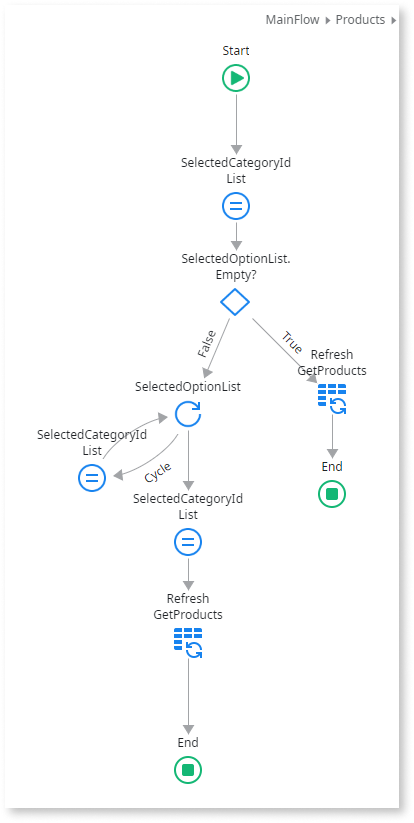 MainFlow ▸ Products ▸
Start
SelectedCategoryId
List
SelectedOptionList.
Empty?
False
True
Refresh
GetProducts
SelectedOptionList
SelectedCategoryId
List
Cycle
End
SelectedCategoryId
List
Refresh
GetProducts
End